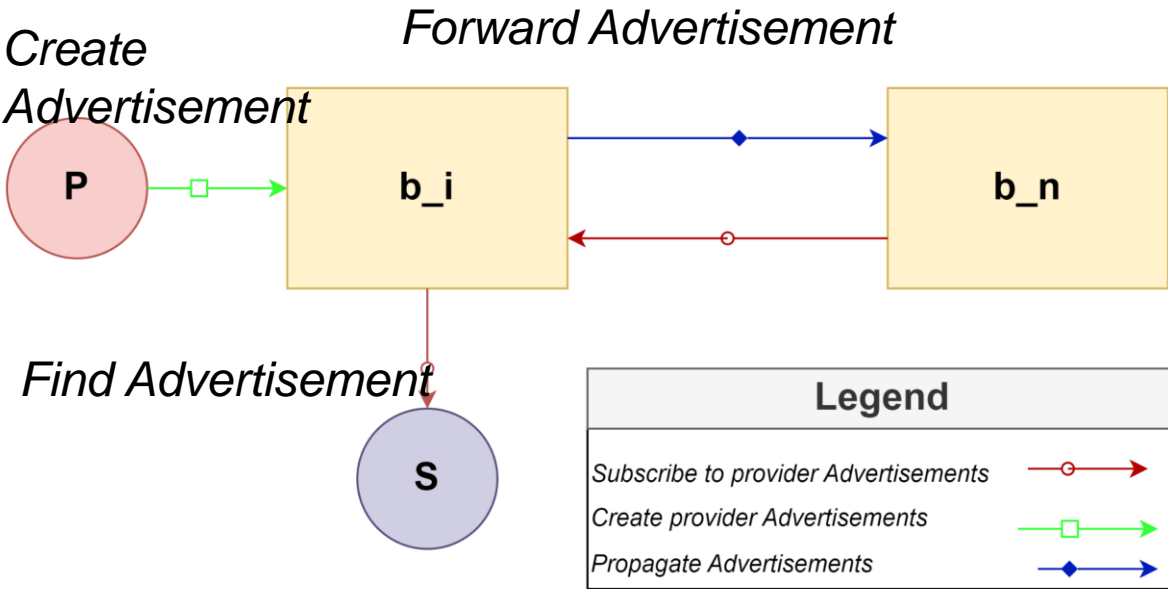 Create
Advertisement
Forward Advertisement
P
b_i
b_n
Find Advertisement
S
Legend
Subscribe to provider Advertisements
Create provider Advertisements
Propagate Advertisements